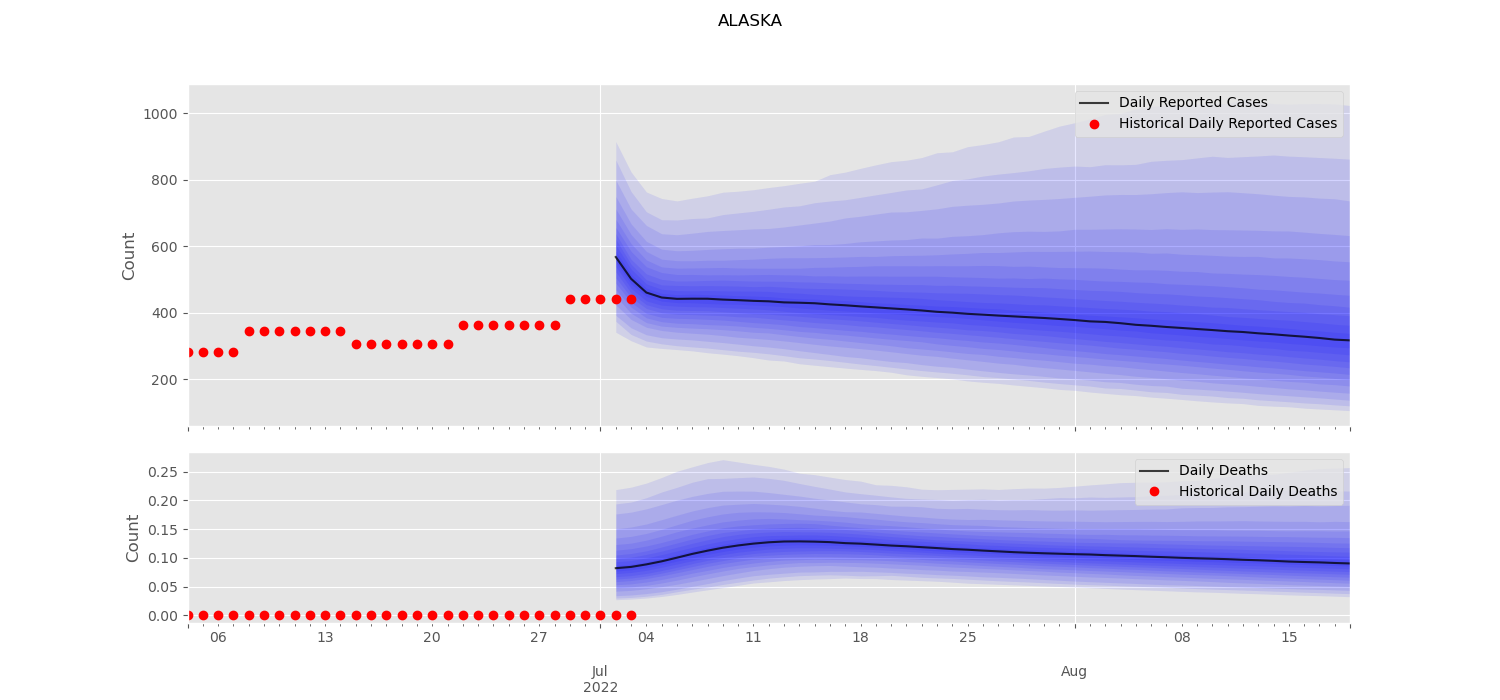 ALASKA
Count
1000
800
600
400
200
Daily Reported Cases
Historical Daily Reported Cases
Count
0.25
0.20
0.15
0.10
0.05
0.00
Daily Deaths
Historical Daily Deaths
06 13 20 27 04 11 18 25 08 15
Jul Aug
2022